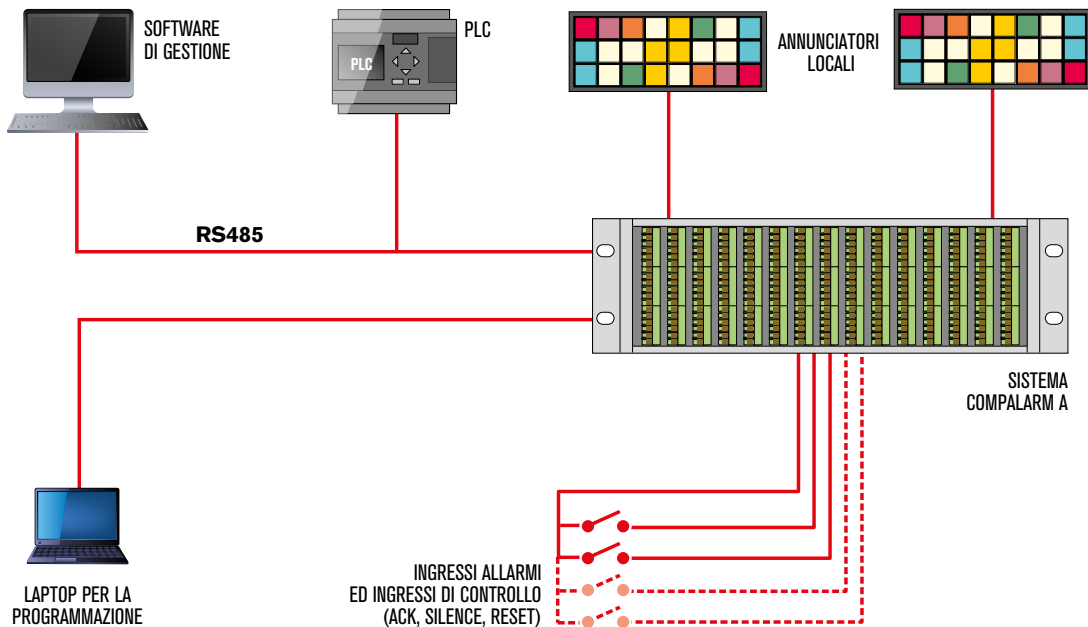 SOFTWARE
DI GESTIONE
PLC
PLC
ANNUNCIATORI
LOCALI
RS485
SISTEMA
COMPALARM A
LAPTOP PER LA
PROGRAMMAZIONE
INGRESSI ALLARMI
ED INGRESSI DI CONTROLLO
(ACK, SILENCE, RESET)